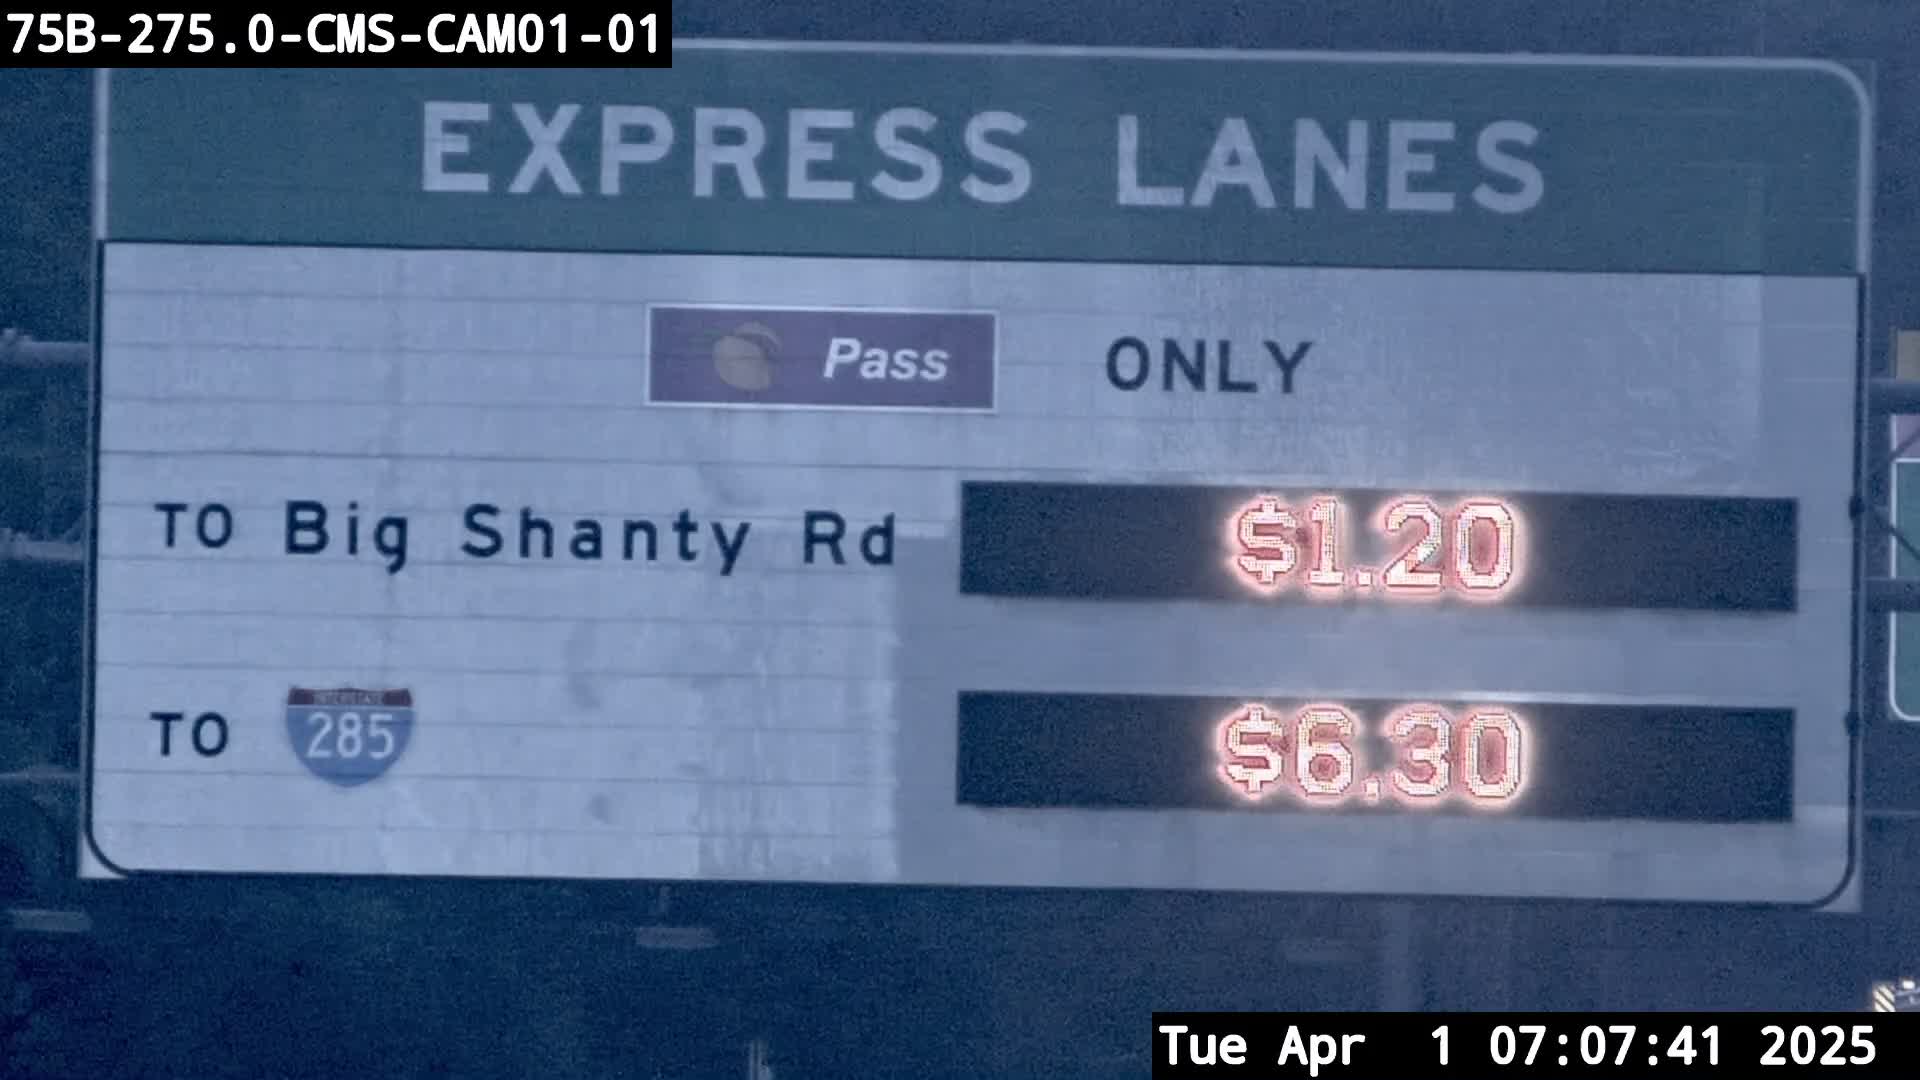 75B-275.0-CMS-CAM01-01
EXPRESS LANES
Pass ONLY
TO Big Shanty Rd $1.20
INTERSTATE
TO 285 $6.30
Tue Apr 1 07:07:41 2025